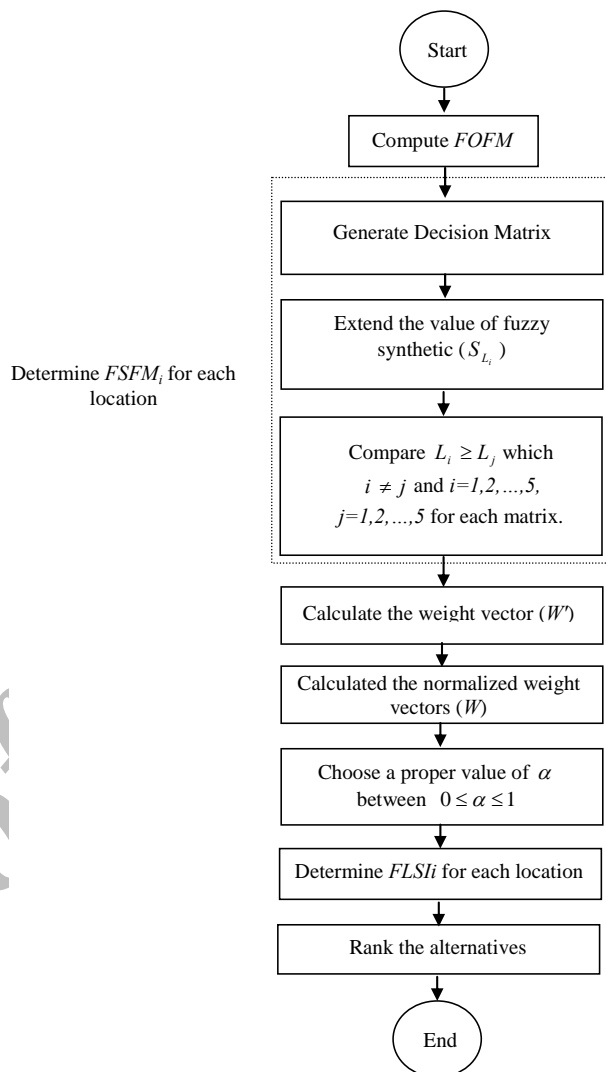 Start
Compute FOFM
Generate Decision Matrix
Extend the value of fuzzy
synthetic (S_{L_i})
Determine FSFM_i for each
location
Compare L_i ≥ L_j which
i ≠ j and i=1,2,...,5,
j=1,2,...,5 for each matrix.
Calculate the weight vector (W')
Calculated the normalized weight
vectors (W)
Choose a proper value of α
between 0 ≤ α ≤ 1
Determine FLSIi for each location
Rank the alternatives
End